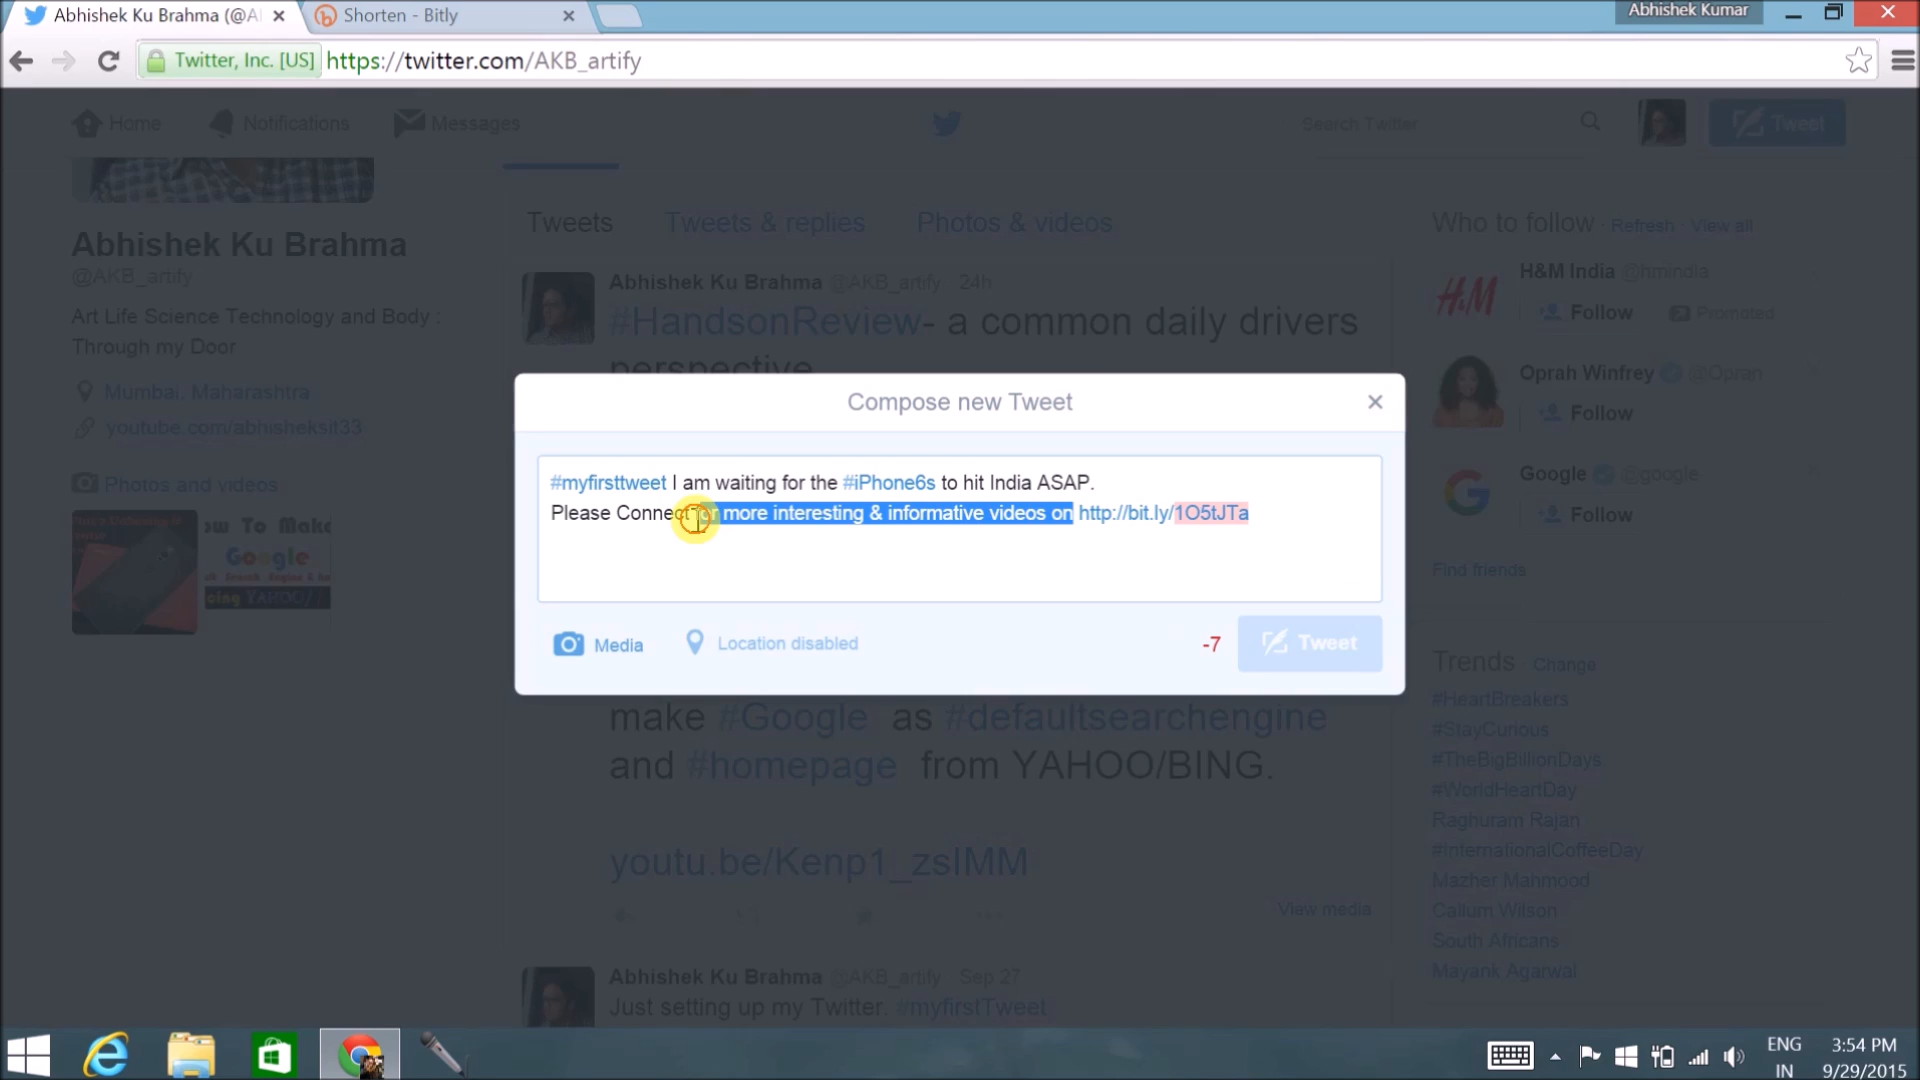 Abhishek Ku Brahma (@A
Shorten - Bitly
Abhishek Kumar
Twitter, Inc. [US]
https://twitter.com/AKB_artify
Home
Notifications
Messages
Search Twitter
Tweet
Abhishek Ku Brahma
@AKB_artify
Art Life Science Technology and Body :
Through my Door
Mumbai, Maharashtra
youtube.com/abhisheksit33
Photos and videos
Google
Tweets
Tweets & replies
Photos & videos
Abhishek Ku Brahma @AKB_artify 24h
#HandsonReview- a common daily drivers
perspective
Compose new Tweet
#myfirsttweet I am waiting for the #iPhone6s to hit India ASAP.
Please Connect for more interesting & informative videos on http://bit.ly/1O5tJTa
Media
Location disabled
-7
Tweet
make #Google as #defaultsearchengine
and #homepage from YAHOO/BING.
youtu.be/Kenp1_zsIMM
View media
Abhishek Ku Brahma @AKB_artify Sep 27
Just setting up my Twitter. #myfirstTweet
Who to follow · Refresh · View all
H&M India @hmindia
Follow
Promoted
Oprah Winfrey @Oprah
Follow
Google @google
Follow
Find friends
Trends · Change
#HeartBreakers
#StayCurious
#TheBigBillionDays
#WorldHeartDay
Raghuram Rajan
#InternationalCoffeeDay
Mazher Mahmood
Callum Wilson
South Africans
Mayank Agarwal
ENG
IN
3:54 PM
9/29/2015